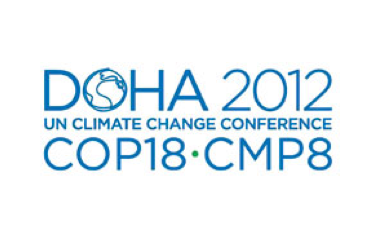 DOHA 2012
UN CLIMATE CHANGE CONFERENCE
COP18·CMP8